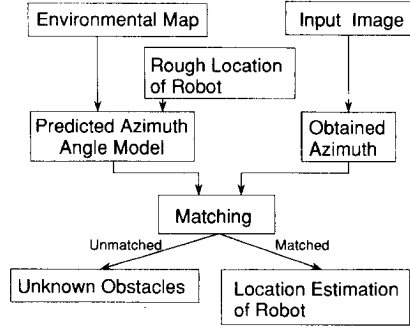 Environmental Map
Input Image
Rough Location
of Robot
Predicted Azimuth
Angle Model
Obtained
Azimuth
Matching
Unmatched
Matched
Unknown Obstacles
Location Estimation
of Robot